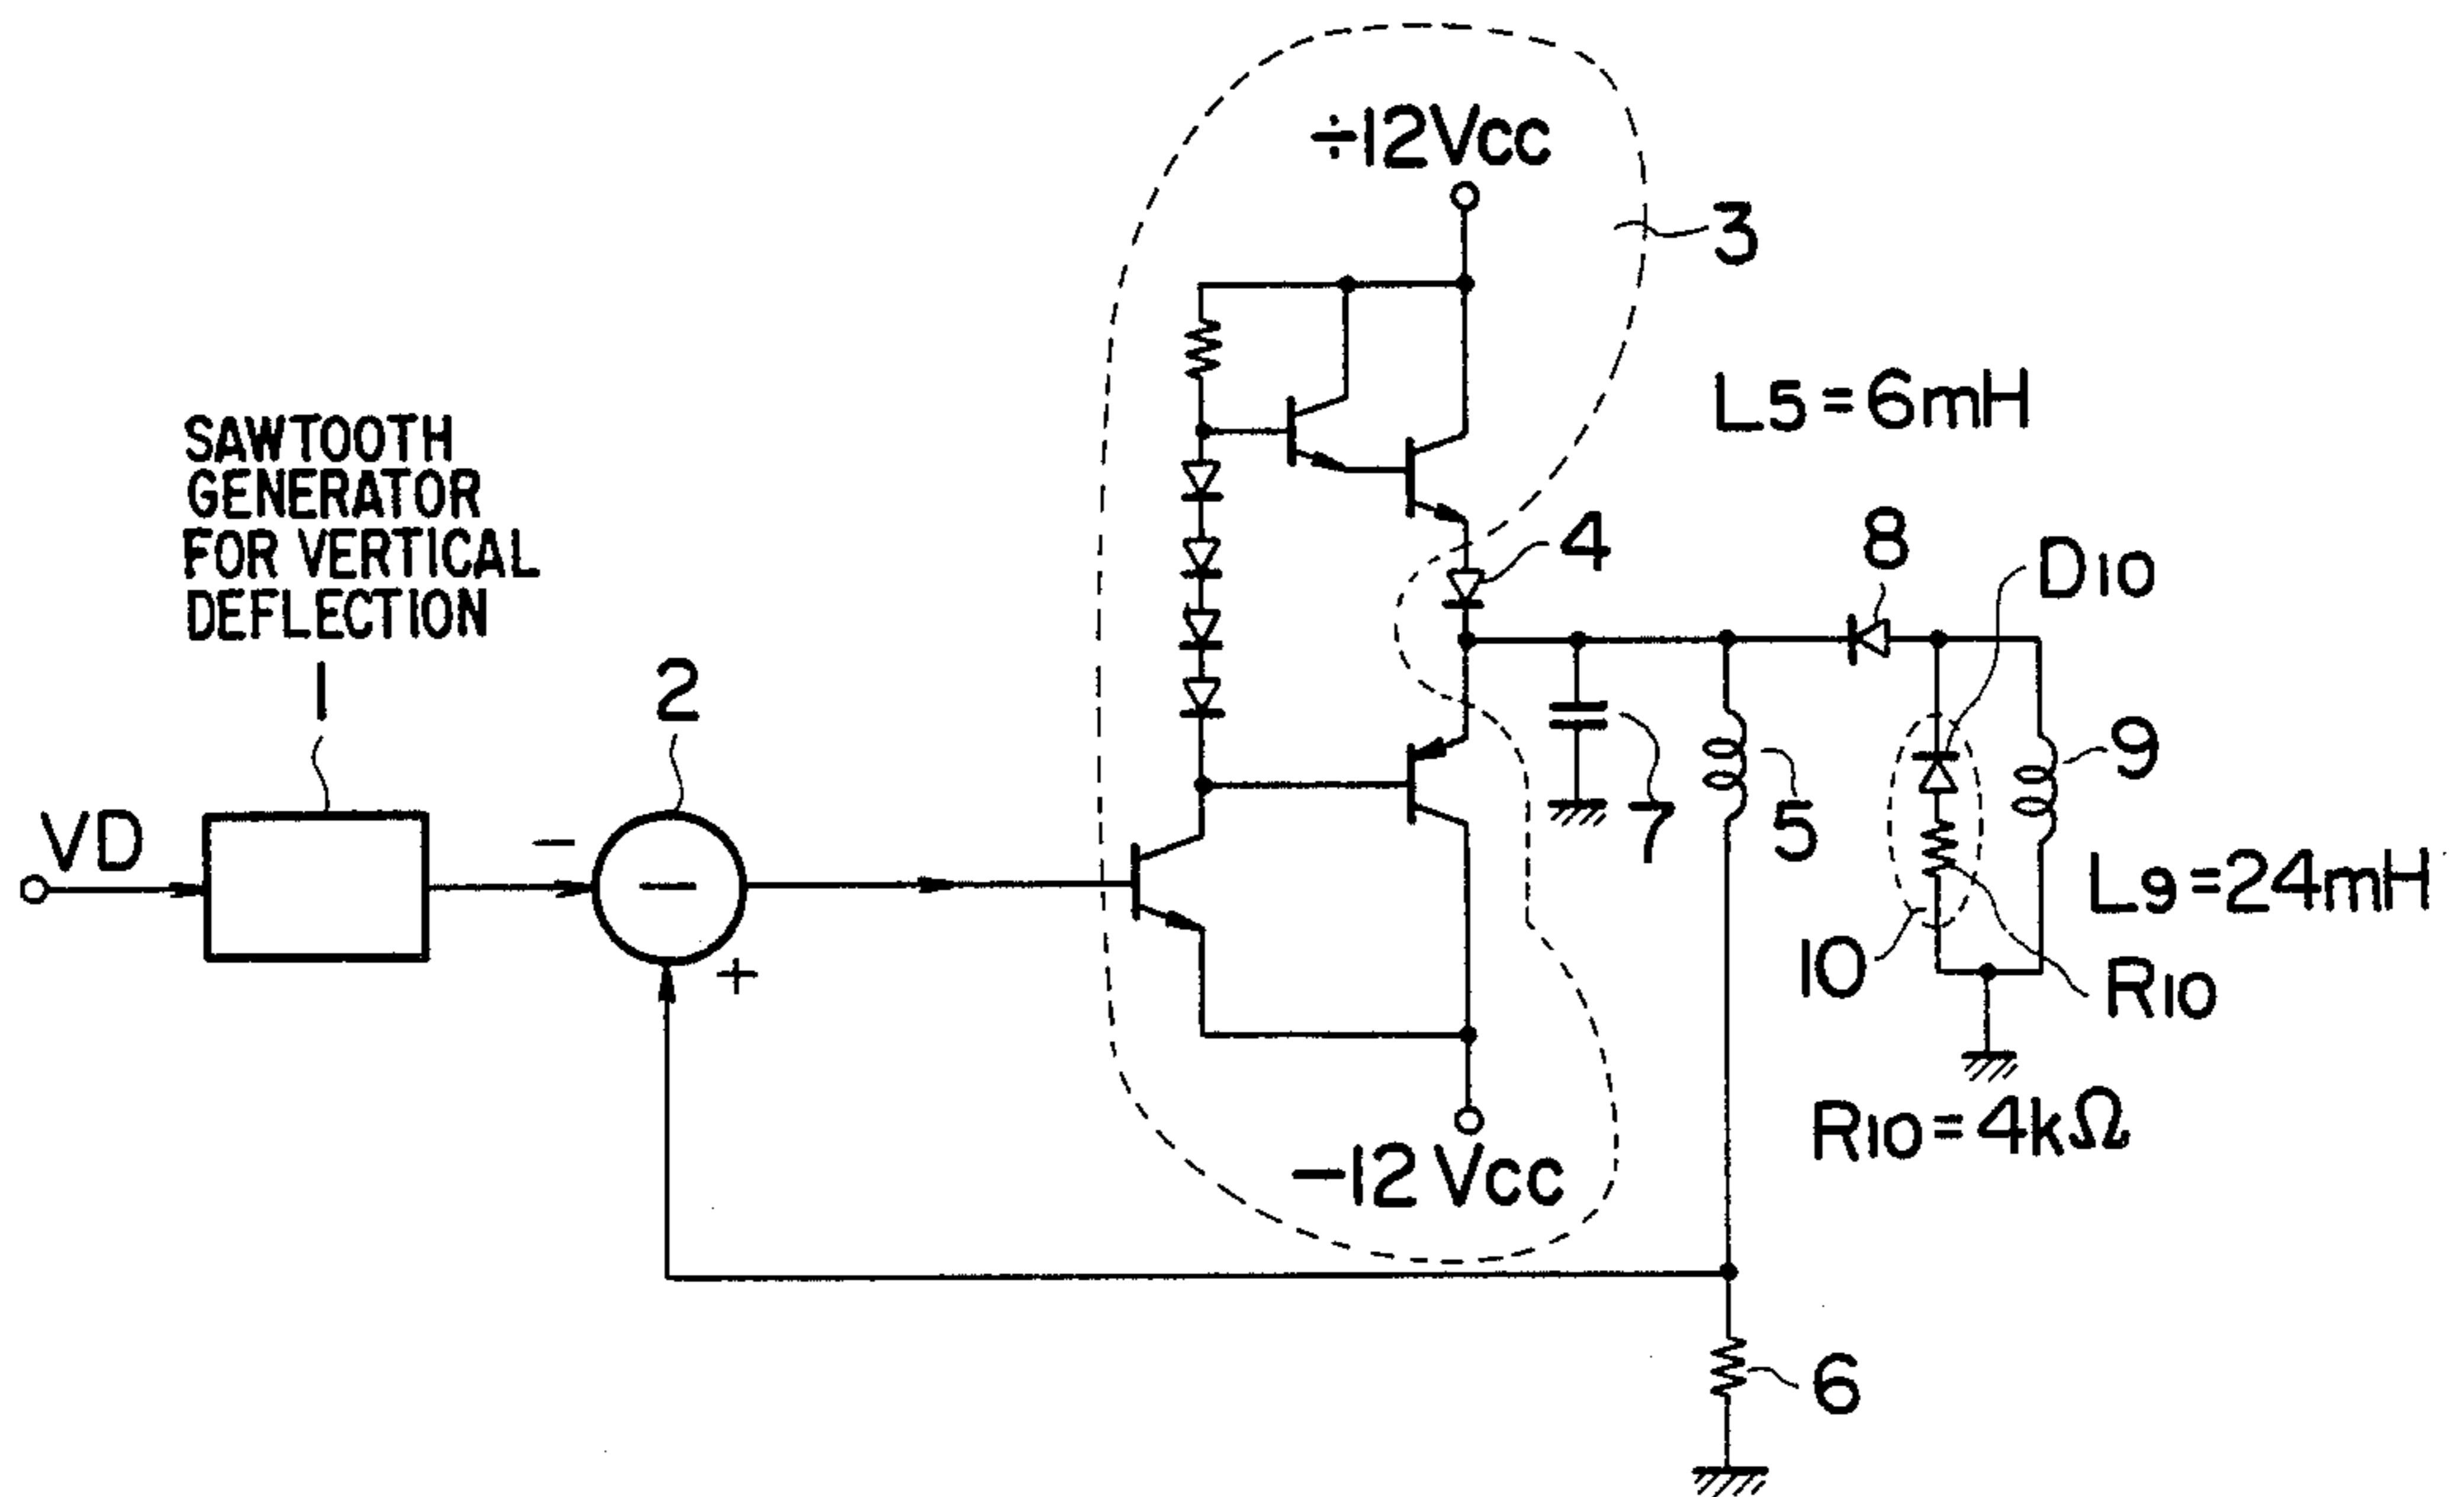 ÷12Vcc
3
L5=6mH
SAWTOOTH
GENERATOR
FOR VERTICAL
DEFLECTION
1
2
4
8
D10
9
VD
−
−
+
7
5
L9=24mH
10
R10
R10=4kΩ
−12Vcc
6